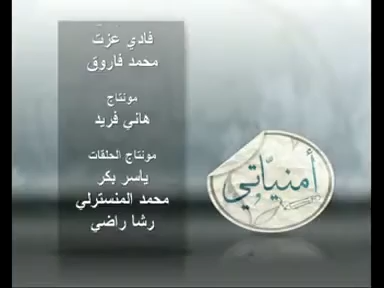 فادي عزت
محمد فاروق
مونتاج
هاني فريد
مونتاج الحلقات
ياسر بكر
محمد المنسترلي
رشا راضي
أمنياتي